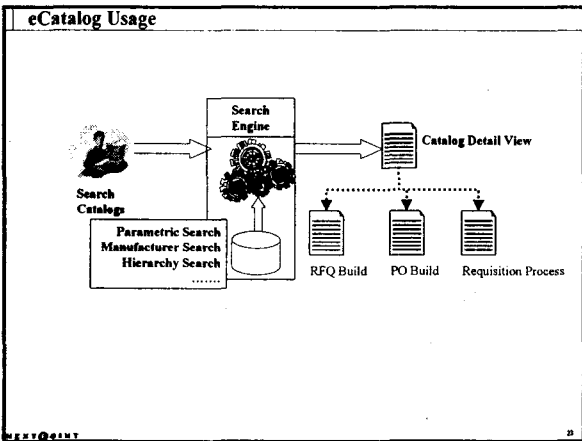 eCatalog Usage
Search
Engine
Catalog Detail View
Search
Catalogs
Parametric Search
Manufacturer Search
Hierarchy Search
.......
RFQ Build
PO Build
Requisition Process
23